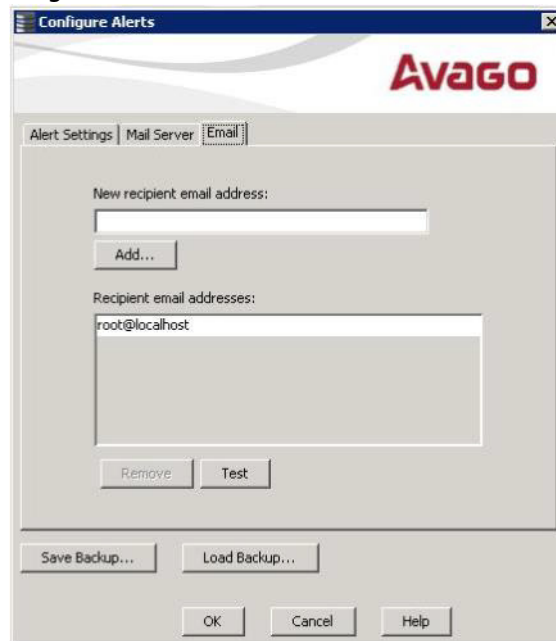 Configure Alerts
Avago
Alert Settings Mail Server Email
New recipient email address:
Add...
Recipient email addresses:
root@localhost
Remove Test
Save Backup... Load Backup...
OK Cancel Help